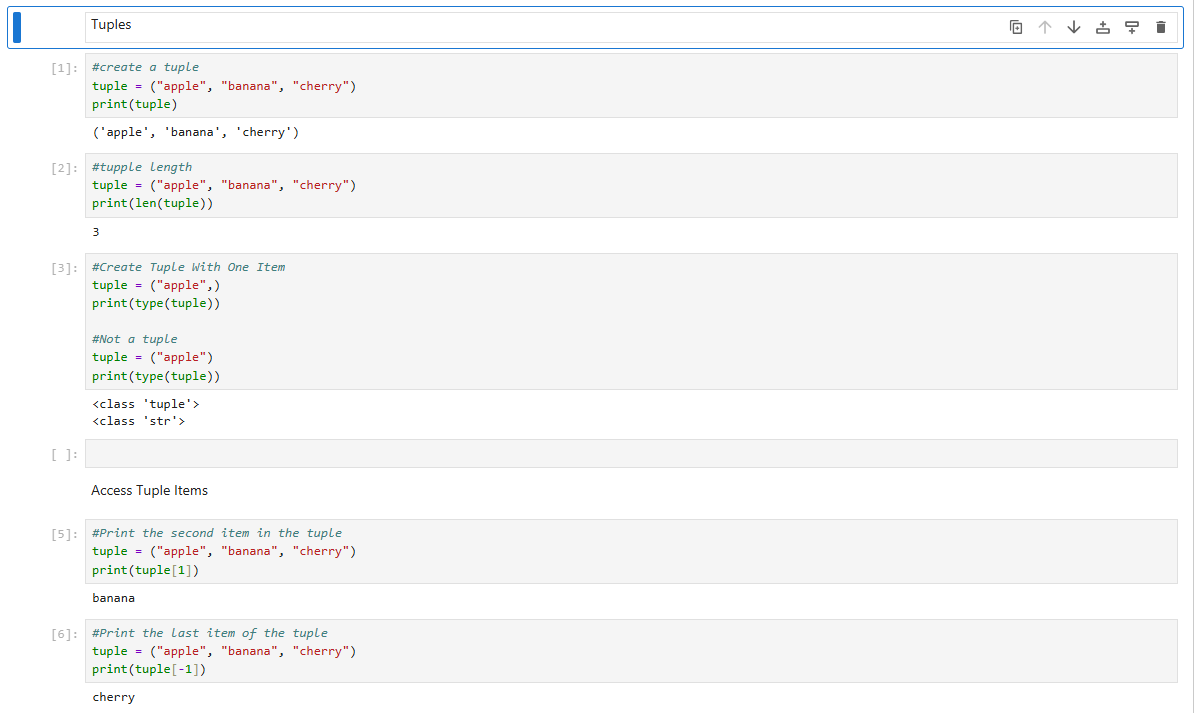 Tuples
[1]: #create a tuple
tuple = ("apple", "banana", "cherry")
print(tuple)
('apple', 'banana', 'cherry')
[2]: #tupple length
tuple = ("apple", "banana", "cherry")
print(len(tuple))
3
[3]: #Create Tuple With One Item
tuple = ("apple",)
print(type(tuple))
#Not a tuple
tuple = ("apple")
print(type(tuple))
<class 'tuple'>
<class 'str'>
[ ]:
Access Tuple Items
[5]: #Print the second item in the tuple
tuple = ("apple", "banana", "cherry")
print(tuple[1])
banana
[6]: #Print the last item of the tuple
tuple = ("apple", "banana", "cherry")
print(tuple[-1])
cherry